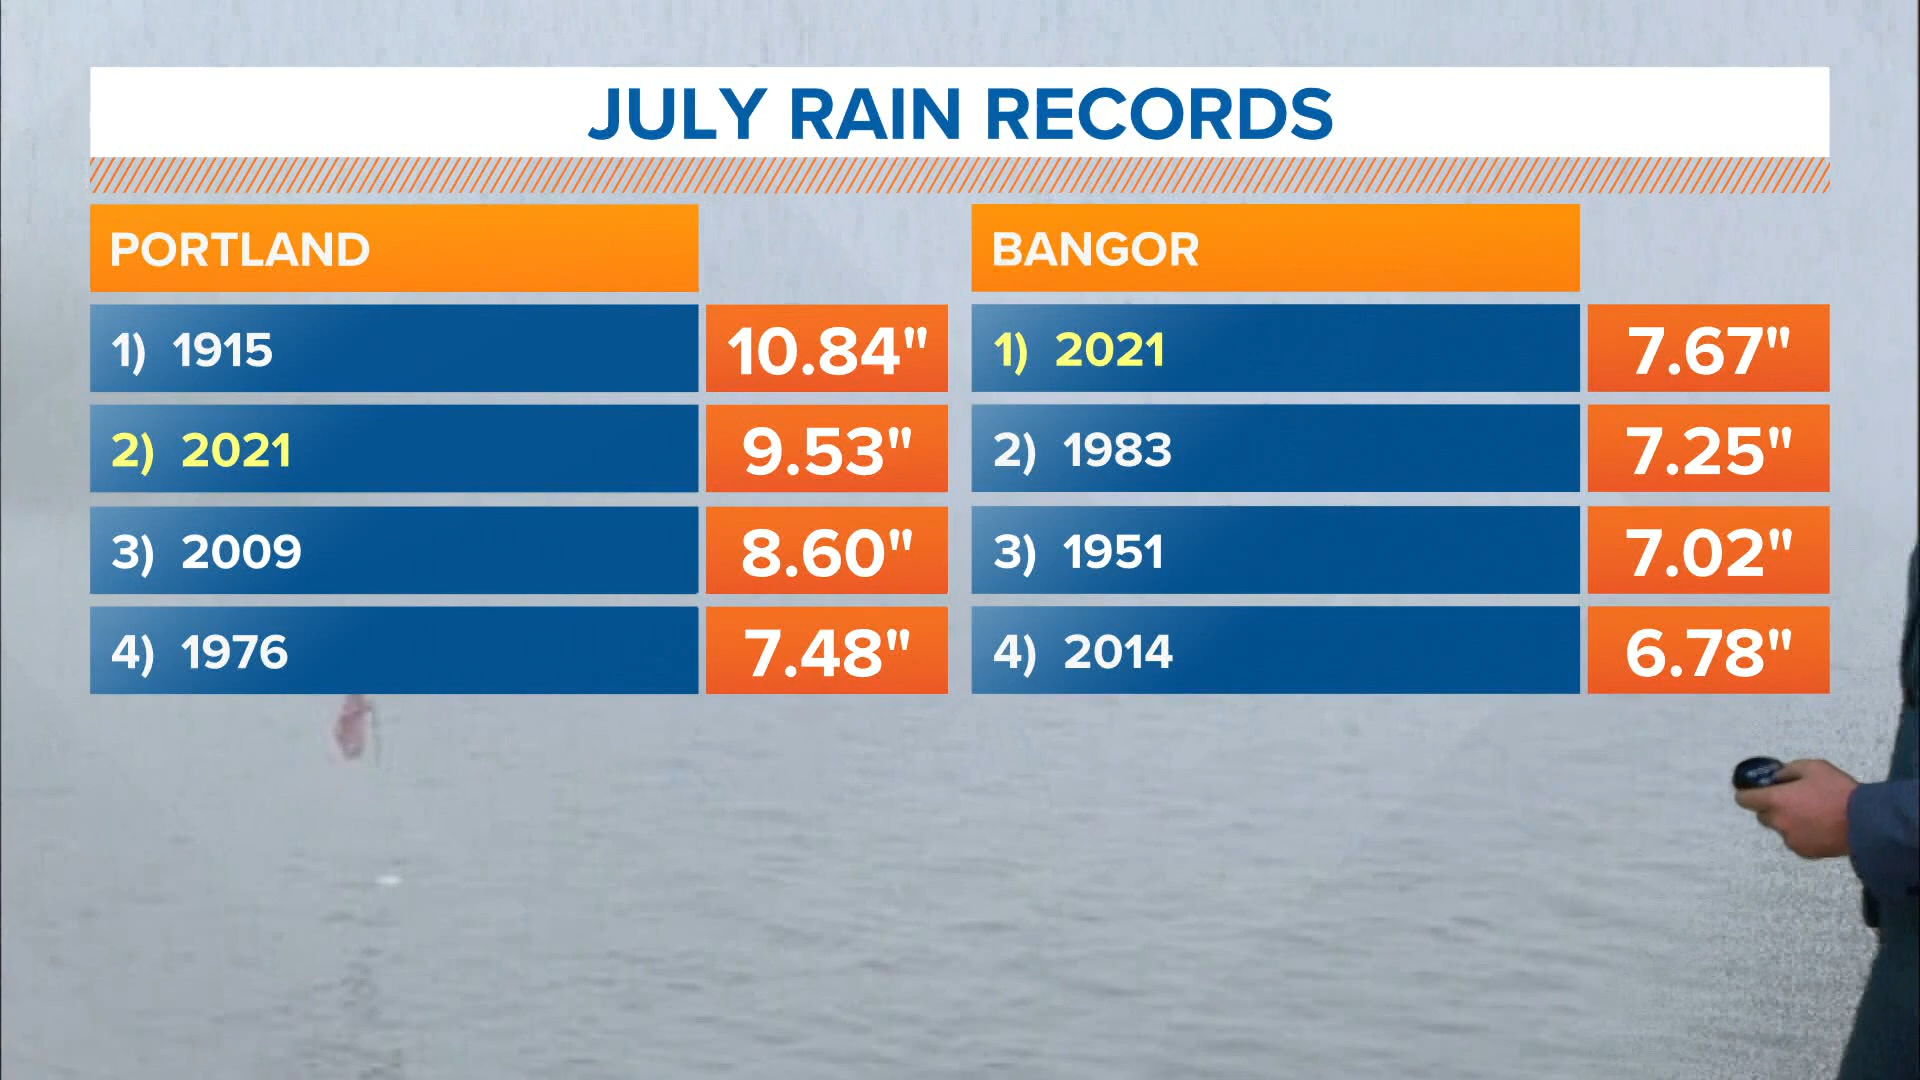 JULY RAIN RECORDS
PORTLAND
1) 1915 10.84"
2) 2021 9.53"
3) 2009 8.60"
4) 1976 7.48"
BANGOR
1) 2021 7.67"
2) 1983 7.25"
3) 1951 7.02"
4) 2014 6.78"